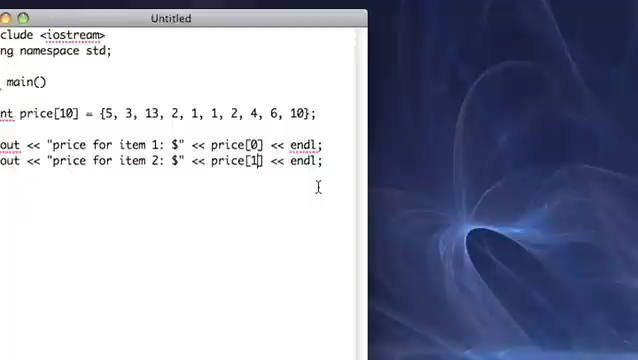 Untitled
clude <iostream>
ng namespace std;
main()
nt price[10] = {5, 3, 13, 2, 1, 1, 2, 4, 6, 10};
out << "price for item 1: $" << price[0] << endl;
out << "price for item 2: $" << price[1] << endl;